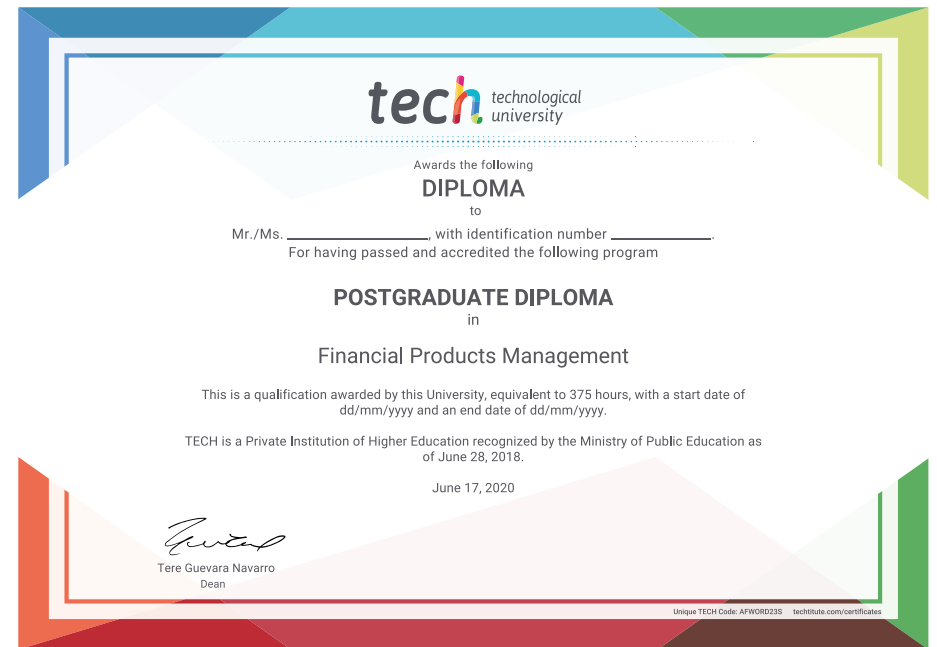 tech technological
university
Awards the following
DIPLOMA
to
Mr./Ms. ____________________, with identification number ______________.
For having passed and accredited the following program
POSTGRADUATE DIPLOMA
in
Financial Products Management
This is a qualification awarded by this University, equivalent to 375 hours, with a start date of
dd/mm/yyyy and an end date of dd/mm/yyyy.
TECH is a Private Institution of Higher Education recognized by the Ministry of Public Education as
of June 28, 2018.
June 17, 2020
Tere Guevara Navarro
Dean
Unique TECH Code: AFWORD23S techtitute.com/certificates